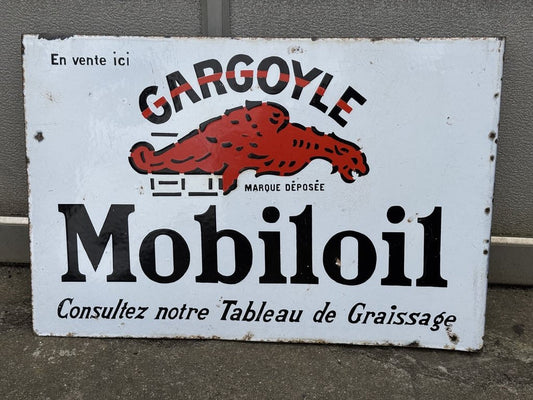 En vente ici
GARGOYLE
MARQUE DÉPOSÉE
Mobiloil
Consultez notre Tableau de Graissage